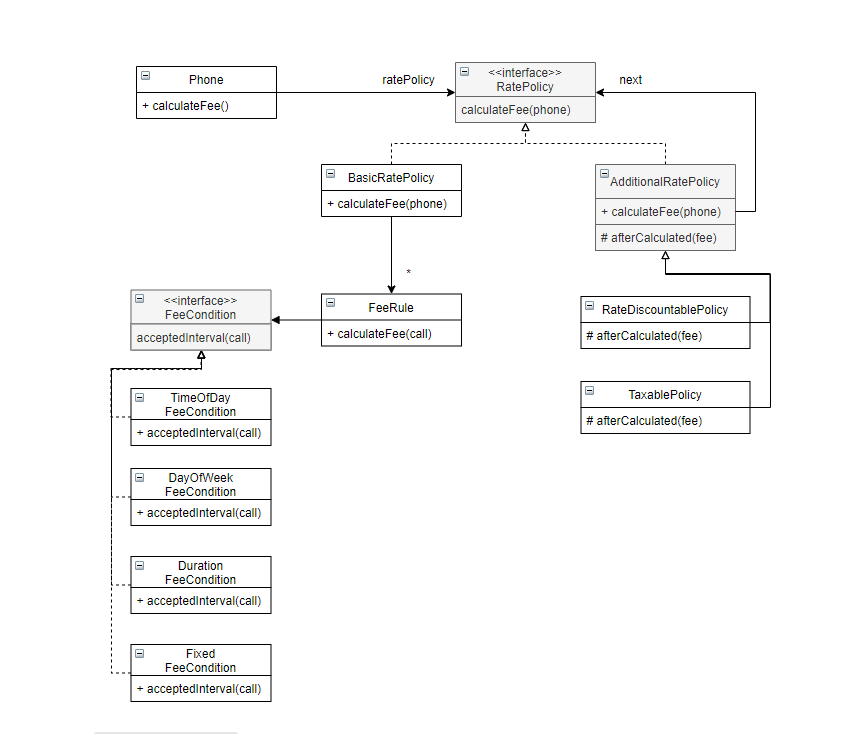 Phone
+ calculateFee()
ratePolicy
<<interface>>
RatePolicy
calculateFee(phone)
next
BasicRatePolicy
+ calculateFee(phone)
AdditionalRatePolicy
+ calculateFee(phone)
# afterCalculated(fee)
*
<<interface>>
FeeCondition
acceptedInterval(call)
FeeRule
+ calculateFee(call)
RateDiscountablePolicy
# afterCalculated(fee)
TimeOfDay
FeeCondition
+ acceptedInterval(call)
TaxablePolicy
# afterCalculated(fee)
DayOfWeek
FeeCondition
+ acceptedInterval(call)
Duration
FeeCondition
+ acceptedInterval(call)
Fixed
FeeCondition
+ acceptedInterval(call)